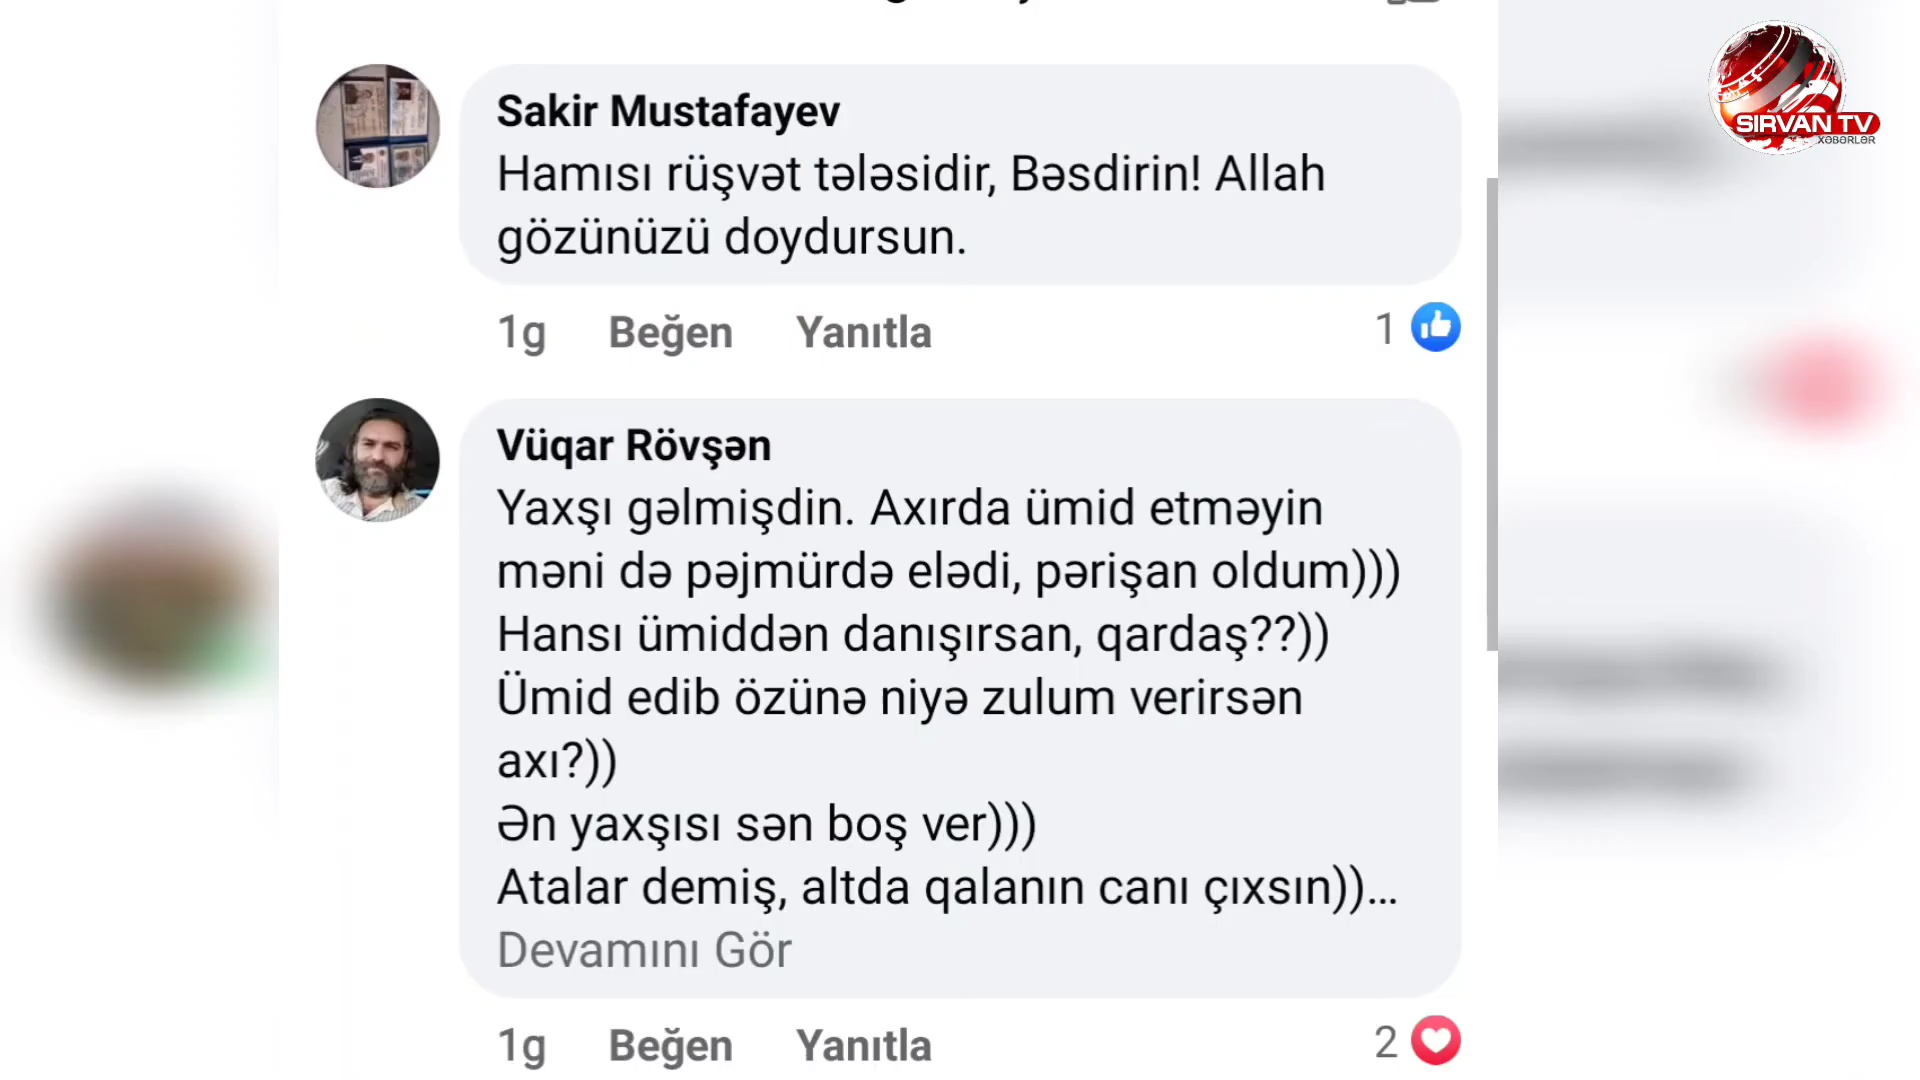 Sakir Mustafayev
Hamısı rüşvət tələsidir, Bəsdirin! Allah
gözünüzü doydursun.
1g Beğen Yanıtla 1
Vüqar Rövşən
Yaxşı gəlmişdin. Axırda ümid etməyin
məni də pəjmürdə elədi, pərişan oldum)))
Hansı ümiddən danışırsan, qardaş??))
Ümid edib özünə niyə zulum verirsən
axı?))
Ən yaxşısı sən boş ver)))
Atalar demiş, altda qalanın canı çıxsın))...
Devamını Gör
1g Beğen Yanıtla 2
SIRVAN TV
XƏBƏRLƏR